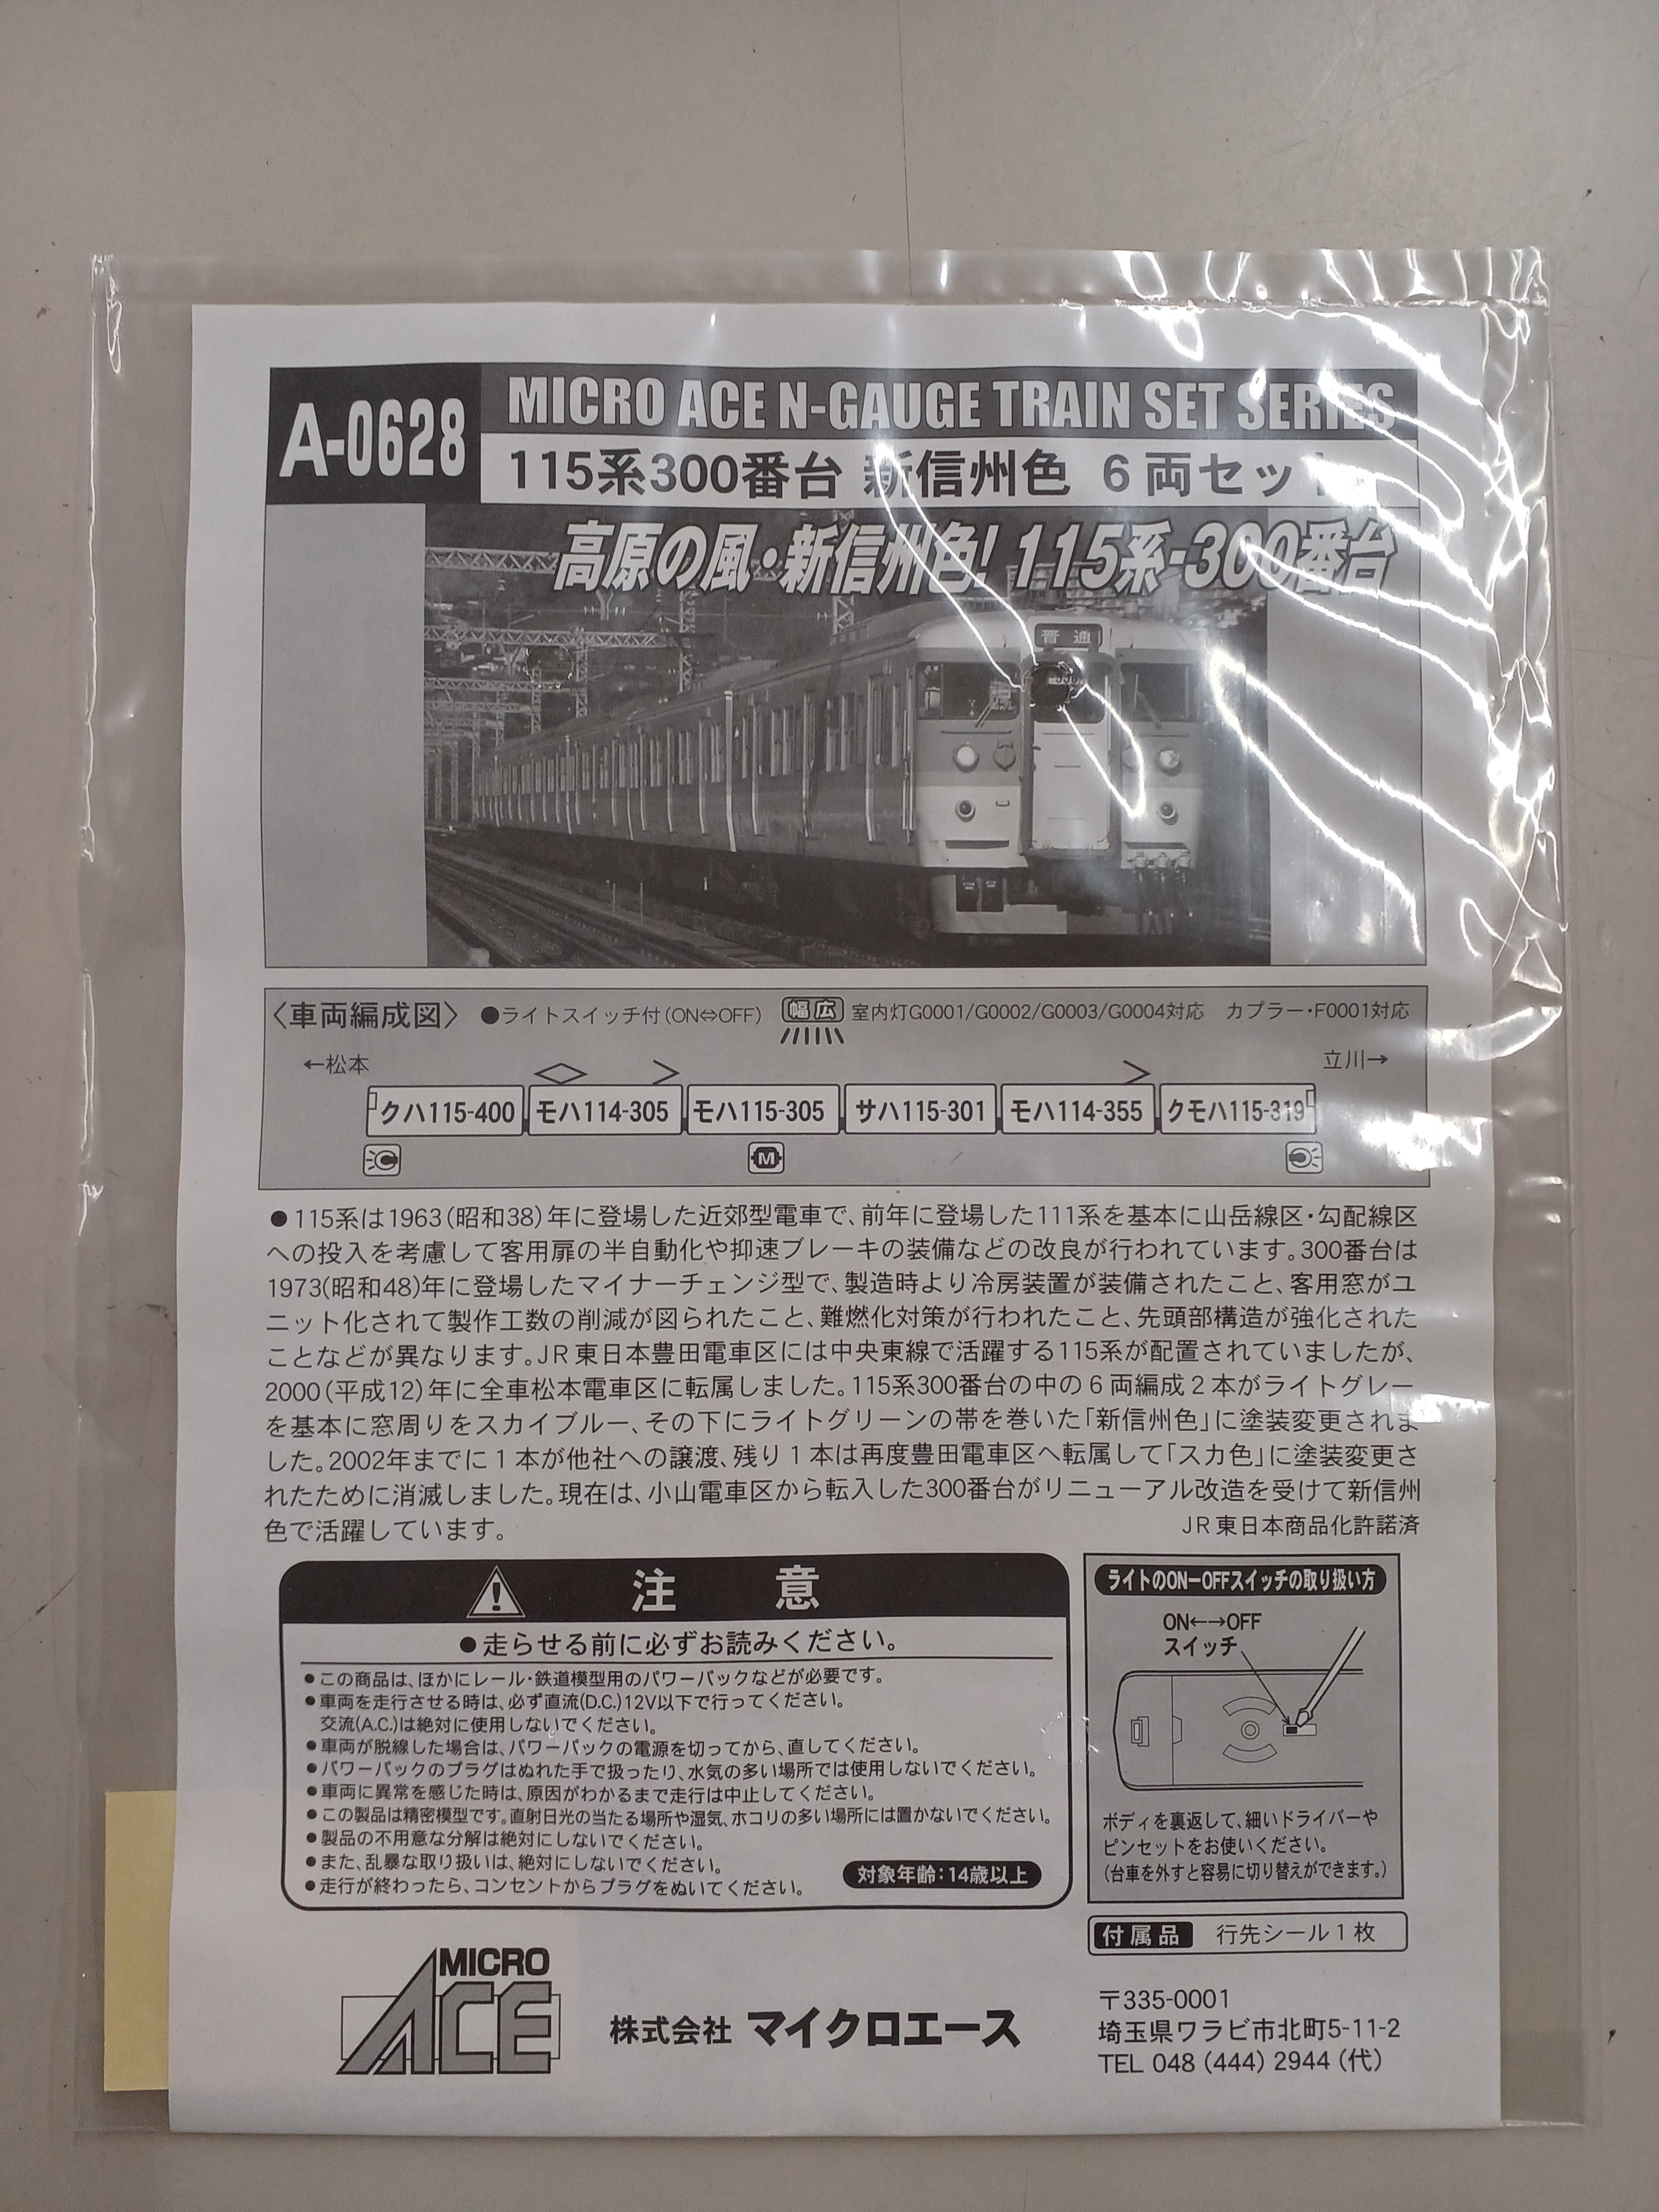 A-0628
MICRO ACE N-GAUGE TRAIN SET SERIES
115系300番台 新信州色 6両セット
高原の風・新信州色! 115系-300番台
普通
〈車両編成図〉 ●ライトスイッチ付(ON⇔OFF) 幅広 室内灯G0001/G0002/G0003/G0004対応 カプラー・F0001対応
←松本 立川→
クハ115-400 モハ114-305 モハ115-305 サハ115-301 モハ114-355 クモハ115-319
M
●115系は1963(昭和38)年に登場した近郊型電車で、前年に登場した111系を基本に山岳線区・勾配線区
への投入を考慮して客用扉の半自動化や抑速ブレーキの装備などの改良が行われています。300番台は
1973(昭和48)年に登場したマイナーチェンジ型で、製造時より冷房装置が装備されたこと、客用窓がユ
ニット化されて製作工数の削減が図られたこと、難燃化対策が行われたこと、先頭部構造が強化された
ことなどが異なります。JR東日本豊田電車区には中央東線で活躍する115系が配置されていましたが、
2000(平成12)年に全車松本電車区に転属しました。115系300番台の中の6両編成2本がライトグレー
を基本に窓周りをスカイブルー、その下にライトグリーンの帯を巻いた「新信州色」に塗装変更されま
した。2002年までに1本が他社への譲渡、残り1本は再度豊田電車区へ転属して「スカ色」に塗装変更さ
れたために消滅しました。現在は、小山電車区から転入した300番台がリニューアル改造を受けて新信州
色で活躍しています。
JR東日本商品化許諾済
注意
●走らせる前に必ずお読みください。
●この商品は、ほかにレール・鉄道模型用のパワーパックなどが必要です。
●車両を走行させる時は、必ず直流(D.C.)12V以下で行ってください。
交流(A.C.)は絶対に使用しないでください。
●車両が脱線した場合は、パワーパックの電源を切ってから、直してください。
●パワーパックのプラグはぬれた手で扱ったり、水気の多い場所では使用しないでください。
●車両に異常を感じた時は、原因がわかるまで走行は中止してください。
●この製品は精密模型です。直射日光の当たる場所や湿気、ホコリの多い場所には置かないでください。
●製品の不用意な分解は絶対にしないでください。
●また、乱暴な取り扱いは、絶対にしないでください。
●走行が終わったら、コンセントからプラグをぬいてください。
対象年齢:14歳以上
ライトのON-OFFスイッチの取り扱い方
ON←→OFF
スイッチ
ボディを裏返して、細いドライバーや
ピンセットをお使いください。
(台車を外すと容易に切り替えができます。)
付属品 行先シール1枚
MICRO
ACE
株式会社 マイクロエース
〒335-0001
埼玉県ワラビ市北町5-11-2
TEL 048(444)2944(代)